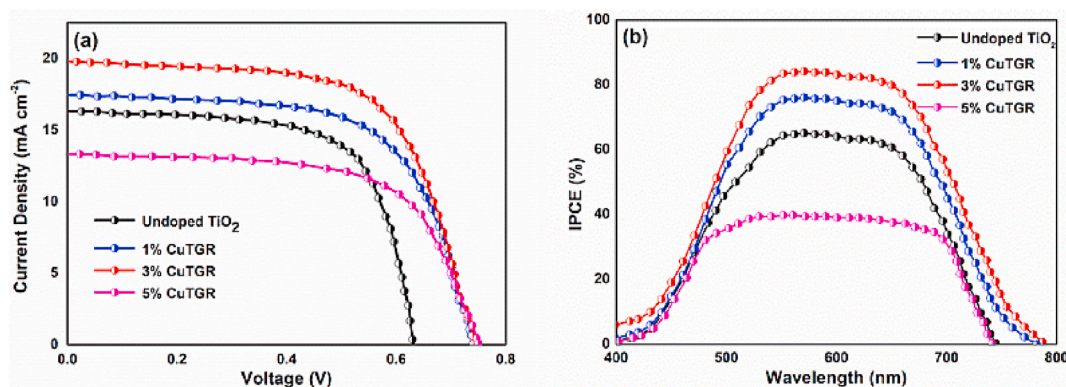 (a)
20
15
10
5
0
Current Density (mA cm⁻²)
Undoped TiO₂
1% CuTGR
3% CuTGR
5% CuTGR
0.0 0.2 0.4 0.6 0.8
Voltage (V)
(b)
100
80
60
40
20
0
IPCE (%)
Undoped TiO₂
1% CuTGR
3% CuTGR
5% CuTGR
400 500 600 700 800
Wavelength (nm)